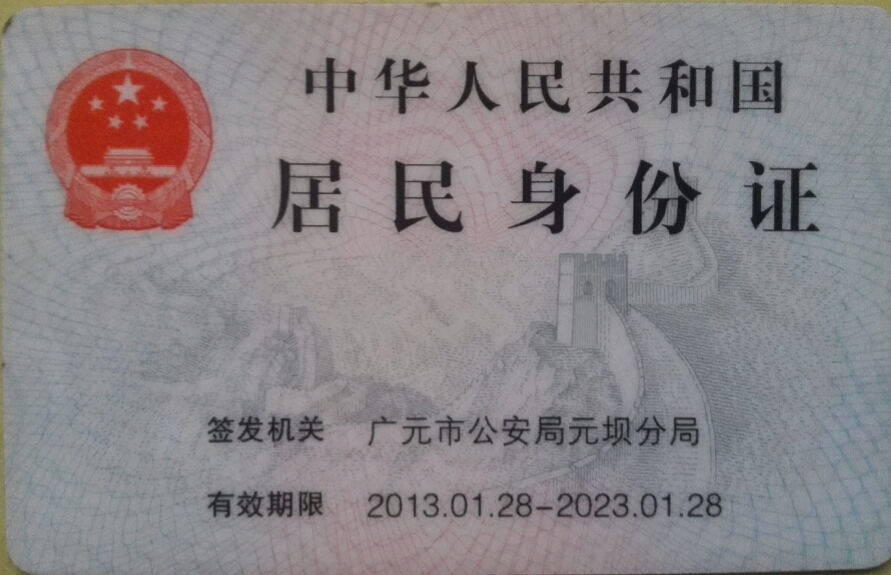 中华人民共和国
居民身份证
签发机关 广元市公安局元坝分局
有效期限 2013.01.28-2023.01.28